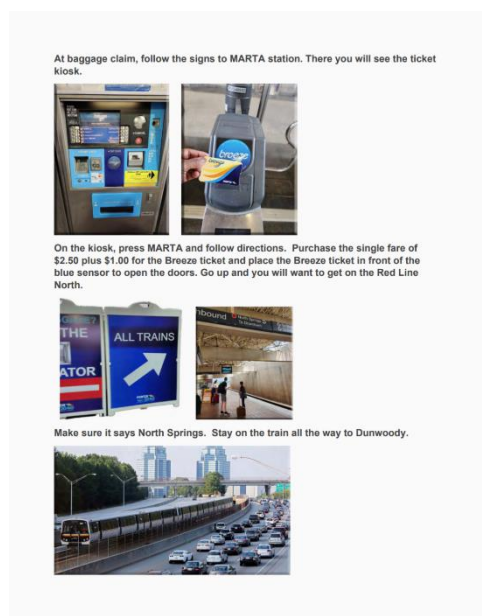 At baggage claim, follow the signs to MARTA station. There you will see the ticket
kiosk.
breeze
On the kiosk, press MARTA and follow directions.  Purchase the single fare of
$2.50 plus $1.00 for the Breeze ticket and place the Breeze ticket in front of the
blue sensor to open the doors. Go up and you will want to get on the Red Line
North.
THE
ATOR
ALL TRAINS
nbound
Make sure it says North Springs.  Stay on the train all the way to Dunwoody.